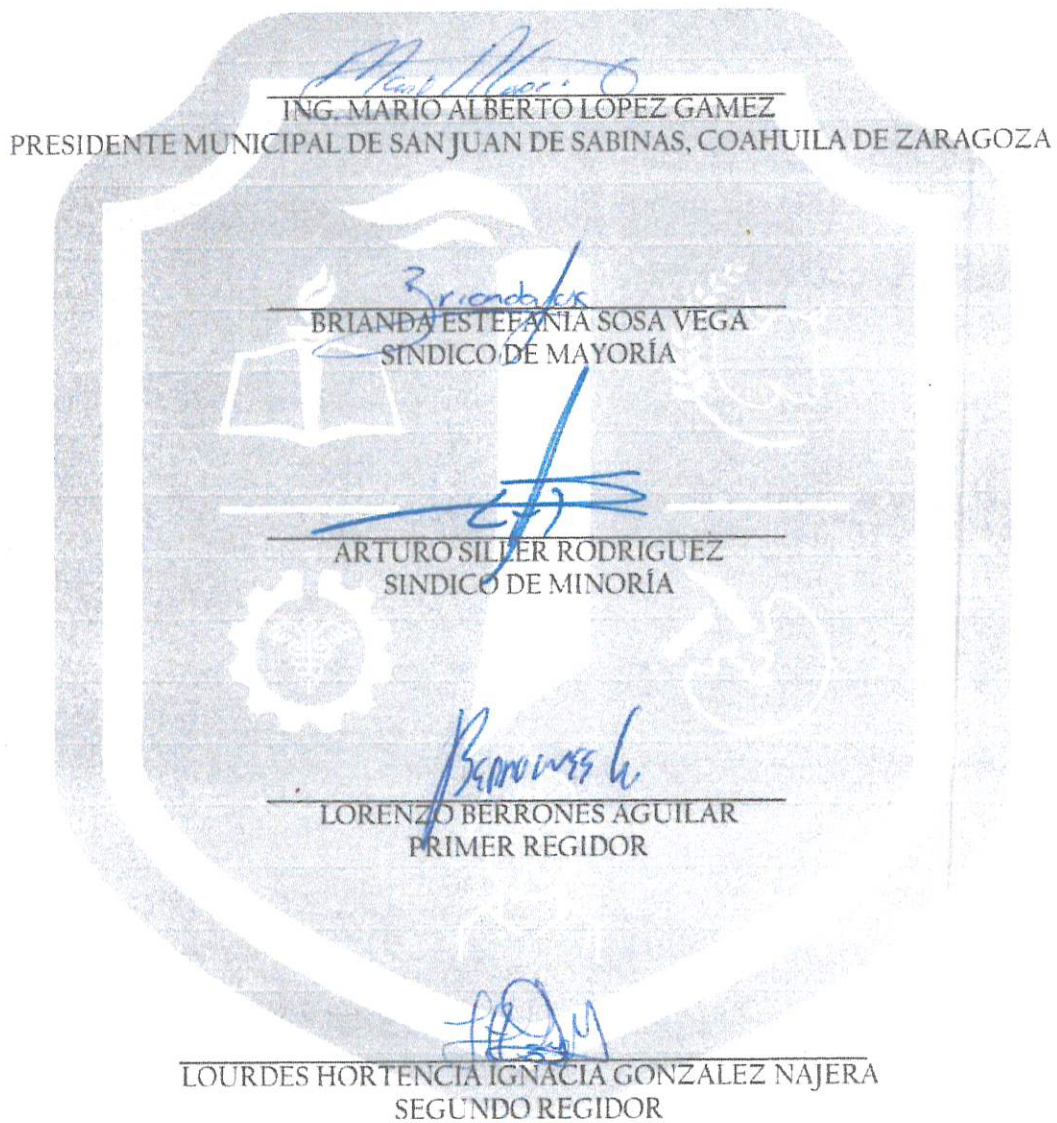 ING. MARIO ALBERTO LOPEZ GAMEZ
PRESIDENTE MUNICIPAL DE SAN JUAN DE SABINAS, COAHUILA DE ZARAGOZA
BRIANDA ESTEFANIA SOSA VEGA
SINDICO DE MAYORÍA
ARTURO SILLER RODRIGUEZ
SINDICO DE MINORÍA
LORENZO BERRONES AGUILAR
PRIMER REGIDOR
LOURDES HORTENCIA IGNACIA GONZALEZ NAJERA
SEGUNDO REGIDOR